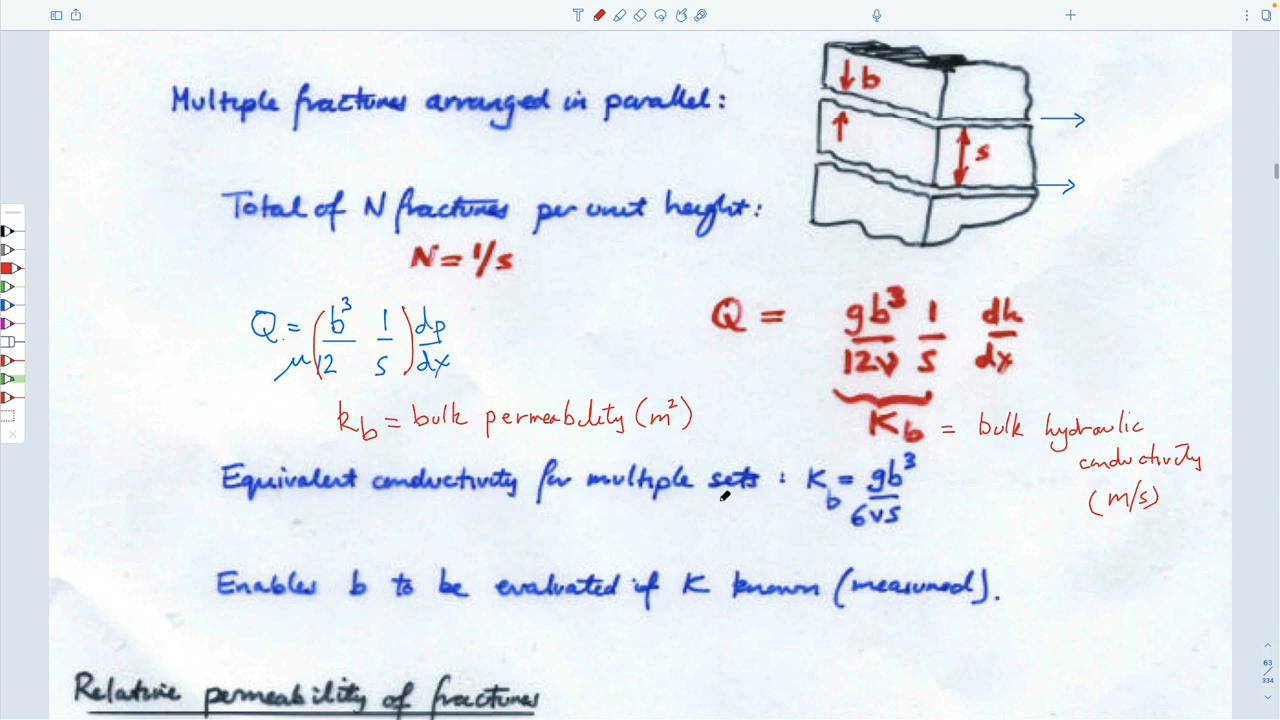 b
Multiple fractures arranged in parallel:
s
Total of N fractures per unit height:
N = 1/s
Q = (b³/12 1/s) dp/dx
μ
Q = gb³/12ν 1/s dh/dx
k_b = bulk permeability (m²)
K_b = bulk hydraulic conductivity (m/s)
Equivalent conductivity for multiple sets : K_b = gb³/6νs
Enables b to be evaluated if K known (measured).
Relative permeability of fractures
63
334